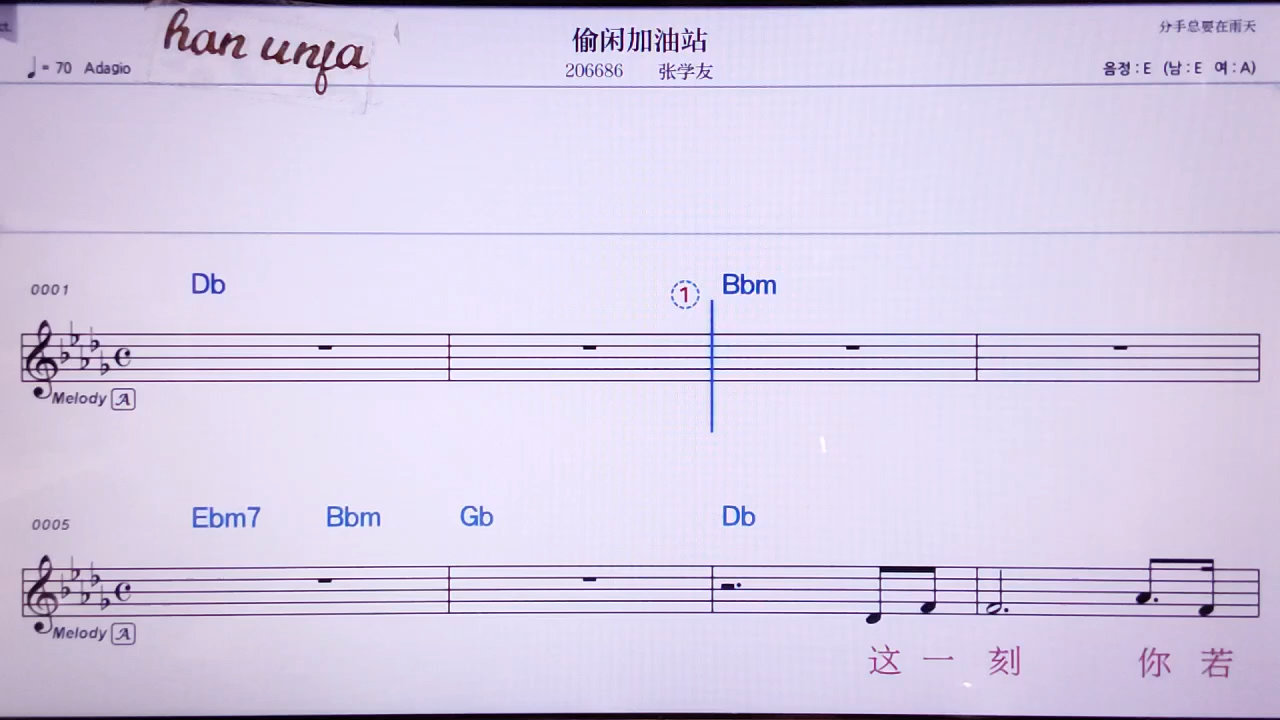 han unfa
偷闲加油站
分手总要在雨天
♩= 70 Adagio
206686 张学友
음정 : E (남 : E 여 : A)
0001 Db ① Bbm
Melody A
0005 Ebm7 Bbm Gb Db
Melody A
这 一 刻 你 若